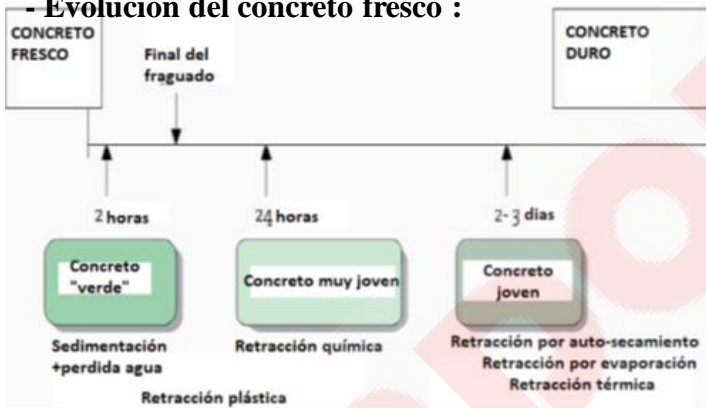 - Evolución del concreto fresco :
CONCRETO
FRESCO
Final del
fraguado
CONCRETO
DURO
2 horas
24 horas
2-3 dias
Concreto
"verde"
Concreto muy joven
Concreto
joven
Sedimentación
+perdida agua
Retracción química
Retracción por auto-secamiento
Retracción por evaporación
Retracción térmica
Retracción plástica